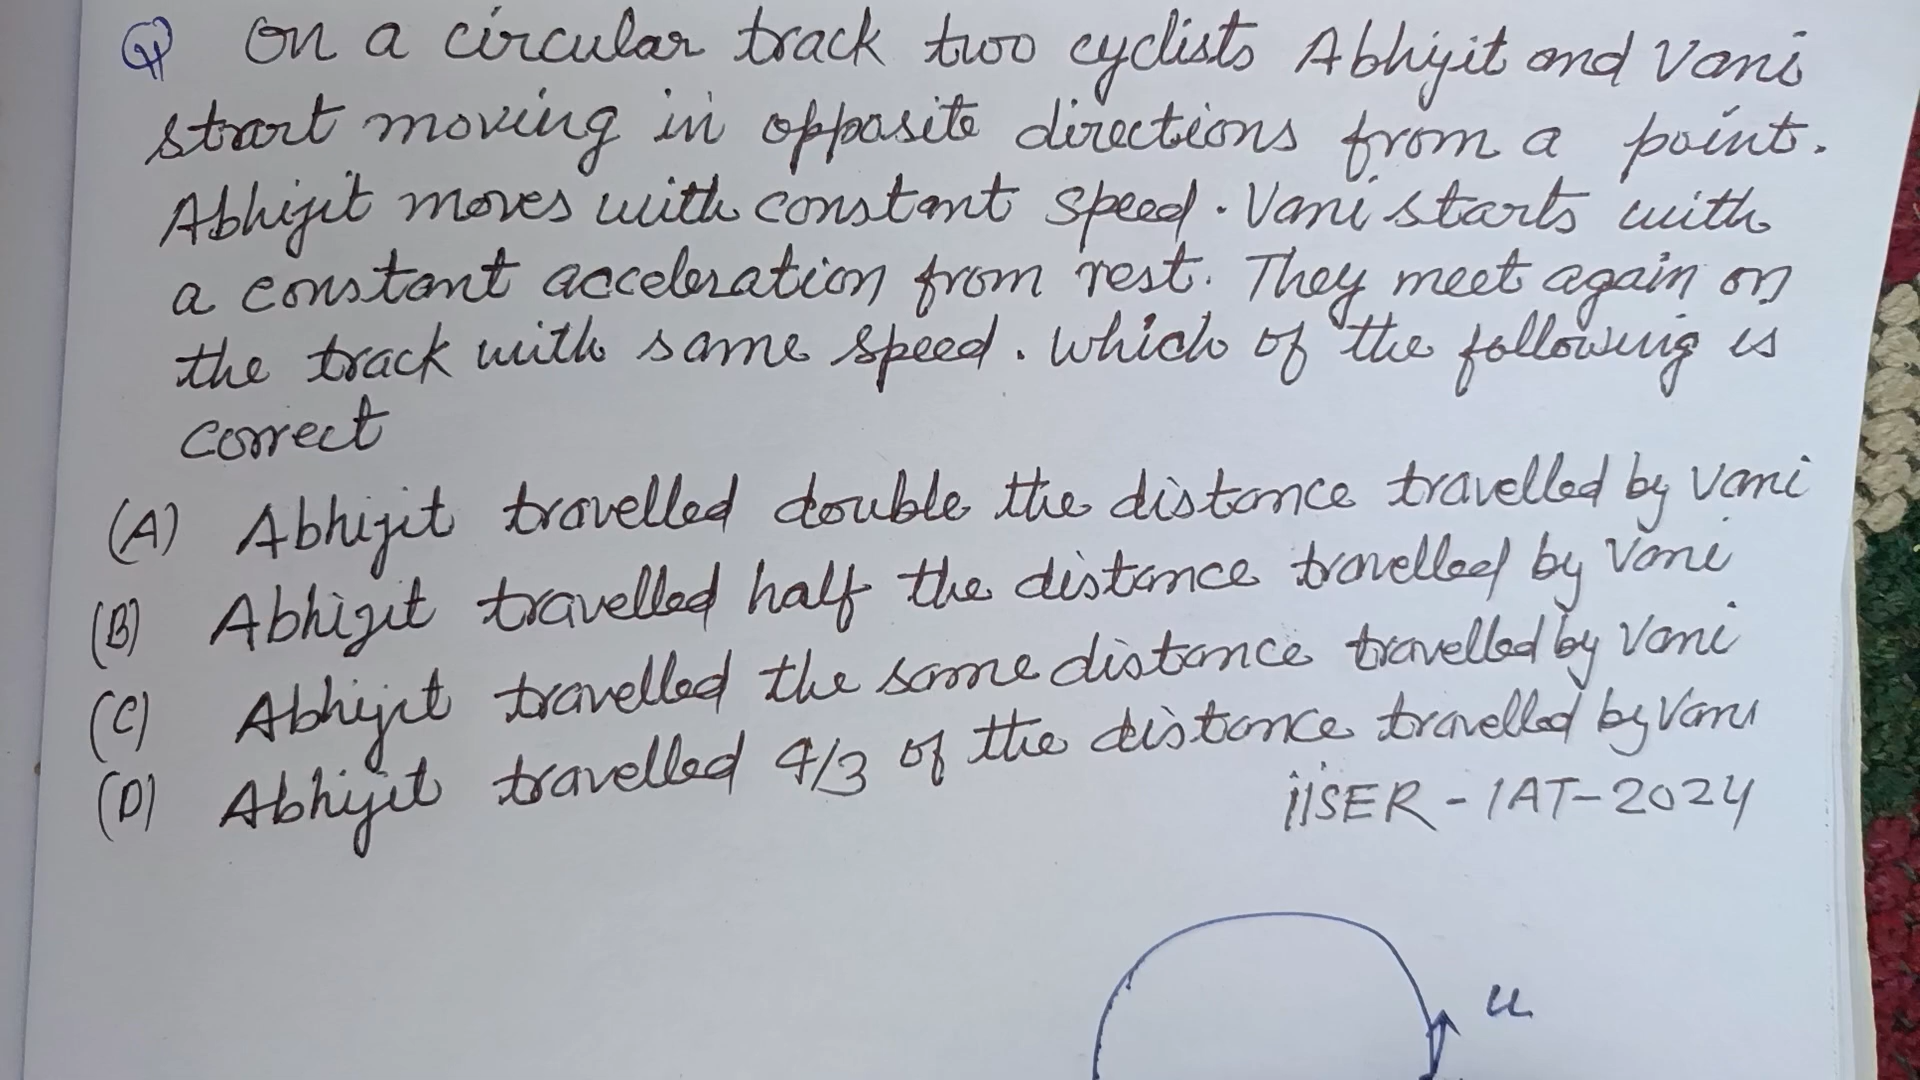 Q on a circular track two cyclists Abhijit and Vani
start moving in opposite directions from a point.
Abhijit moves with constant speed. Vani starts with
a constant acceleration from rest. They meet again on
the track with same speed. which of the following is
correct
(A) Abhijit travelled double the distance travelled by Vani
(B) Abhijit travelled half the distance travelled by Vani
(C) Abhijit travelled the same distance travelled by Vani
(D) Abhijit travelled 4/3 of the distance travelled by Vani
iiSER - IAT-2024
u